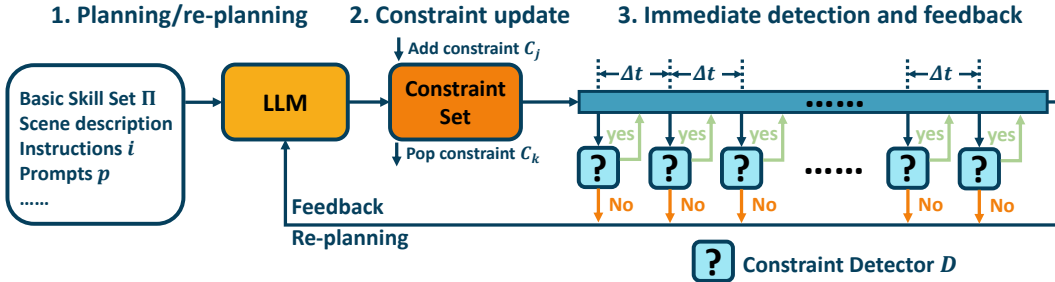 1. Planning/re-planning
2. Constraint update
3. Immediate detection and feedback
Basic Skill Set Π
Scene description
Instructions i
Prompts p
......
LLM
Add constraint C_j
Constraint
Set
Pop constraint C_k
Δt
Δt
Δt
......
yes
yes
yes
yes
yes
?
?
?
......
?
?
No
No
No
No
No
Feedback
Re-planning
?
Constraint Detector D